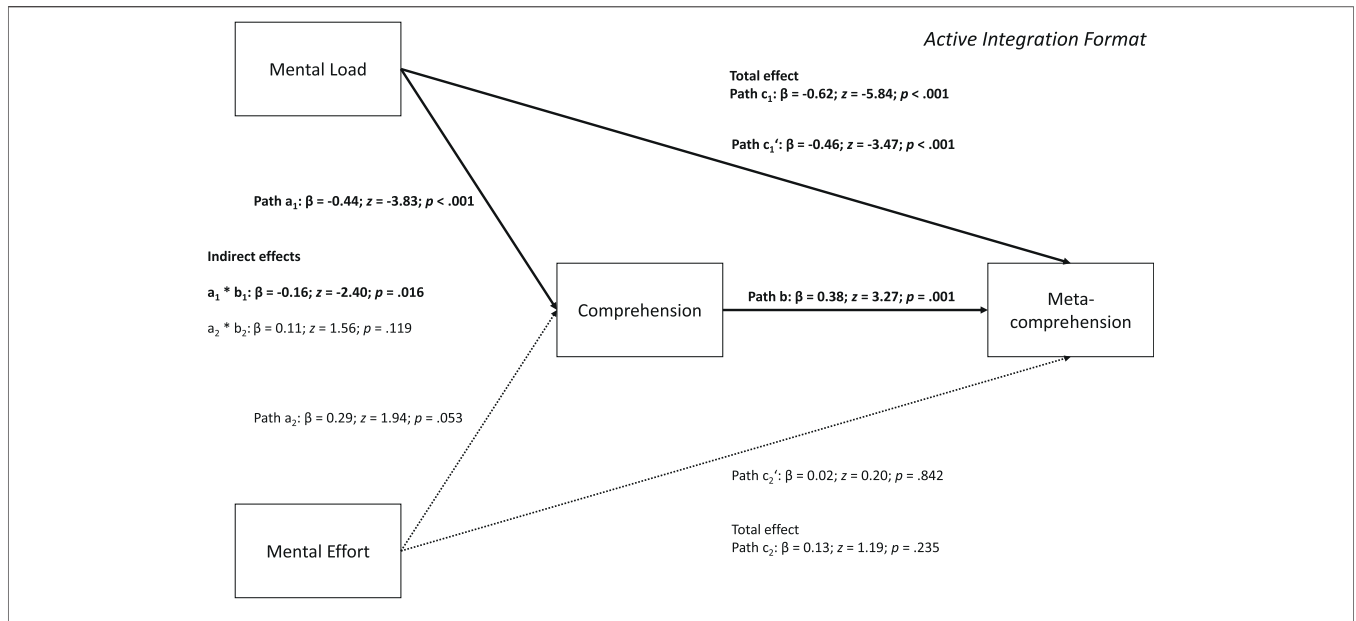 Active Integration Format
Mental Load
Total effect
Path c₁: β = -0.62; z = -5.84; p < .001
Path c₁‘: β = -0.46; z = -3.47; p < .001
Path a₁: β = -0.44; z = -3.83; p < .001
Indirect effects
a₁ * b₁: β = -0.16; z = -2.40; p = .016
a₂ * b₂: β = 0.11; z = 1.56; p = .119
Comprehension
Path b: β = 0.38; z = 3.27; p = .001
Meta-
comprehension
Path a₂: β = 0.29; z = 1.94; p = .053
Path c₂‘: β = 0.02; z = 0.20; p = .842
Mental Effort
Total effect
Path c₂: β = 0.13; z = 1.19; p = .235